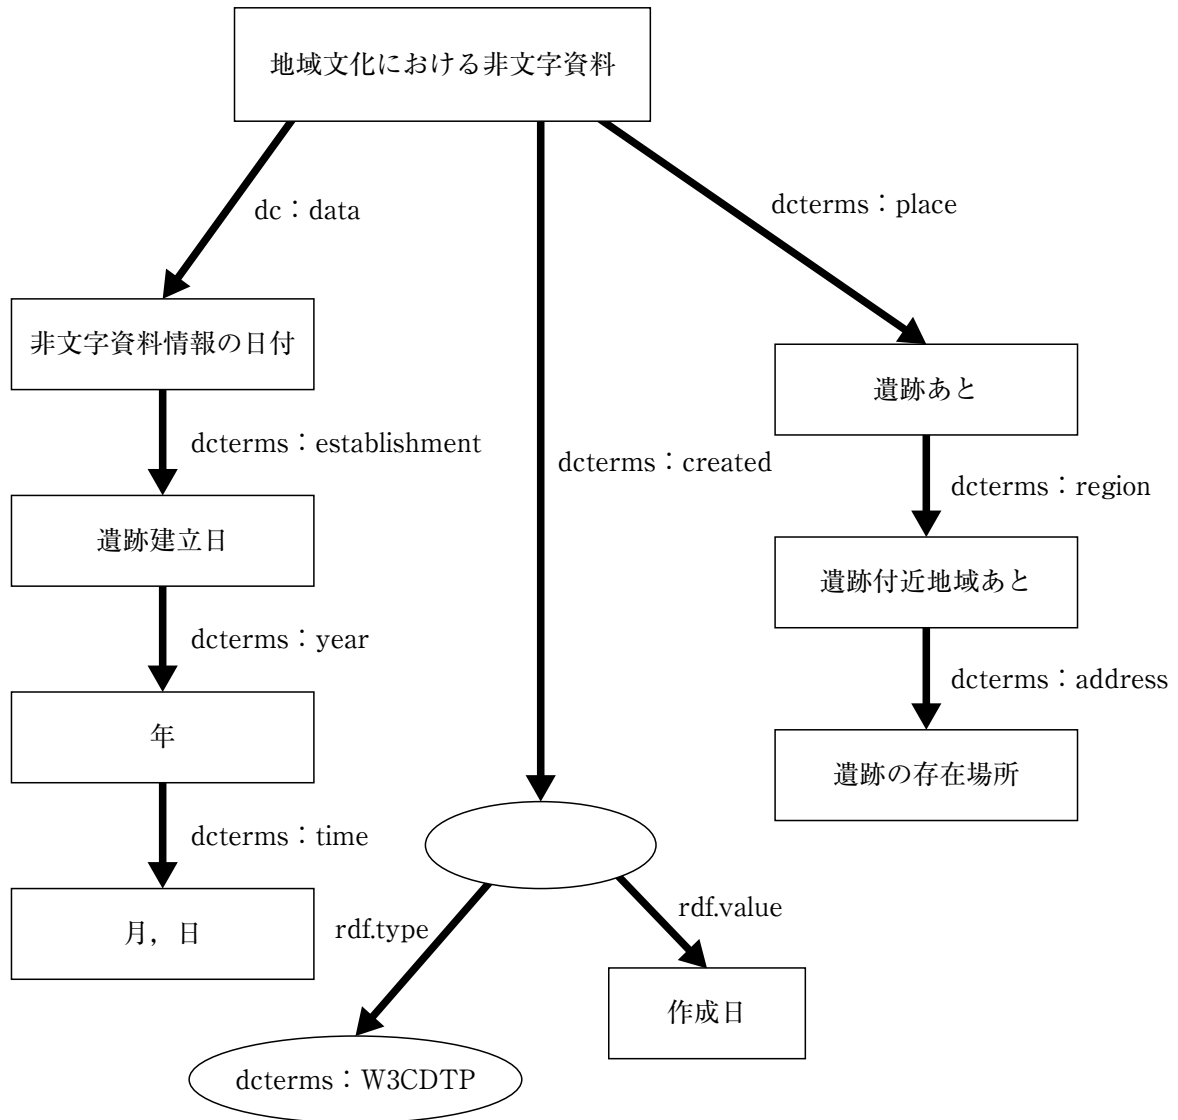 地域文化における非文字資料
dc：data
dcterms：place
非文字資料情報の日付
遺跡あと
dcterms：establishment
dcterms：created
dcterms：region
遺跡建立日
遺跡付近地域あと
dcterms：year
dcterms：address
年
遺跡の存在場所
dcterms：time
月，日
rdf.type
rdf.value
作成日
dcterms：W3CDTP